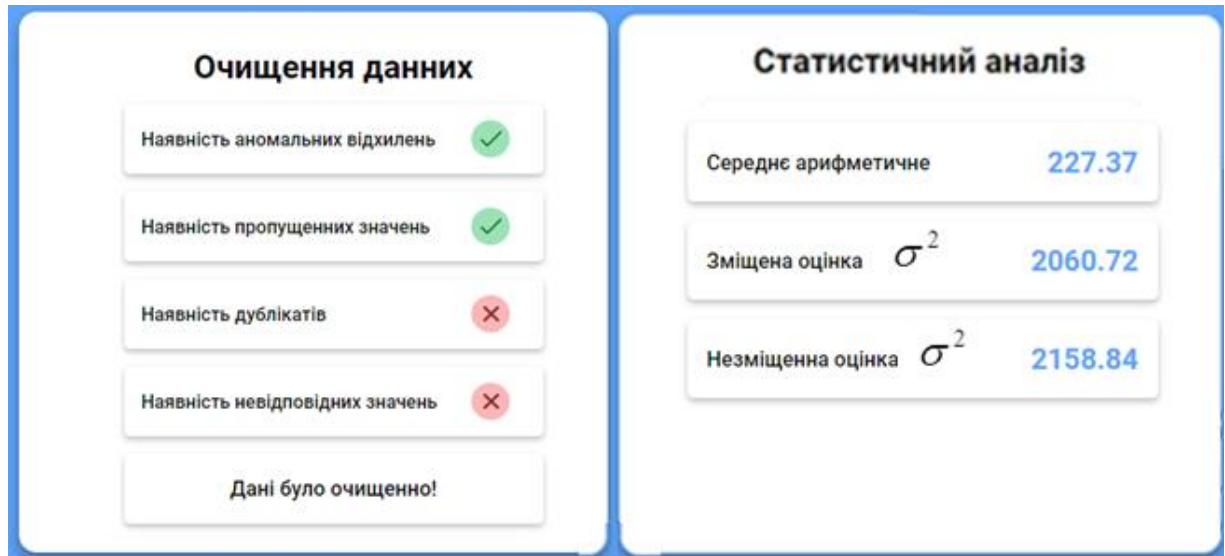 Очищення данних
Наявність аномальних відхилень
Наявність пропущенних значень
Наявність дублікатів
Наявність невідповідних значень
Дані було очищенно!
Статистичний аналіз
Середнє арифметичне 227.37
Зміщена оцінка σ² 2060.72
Незміщенна оцінка σ² 2158.84